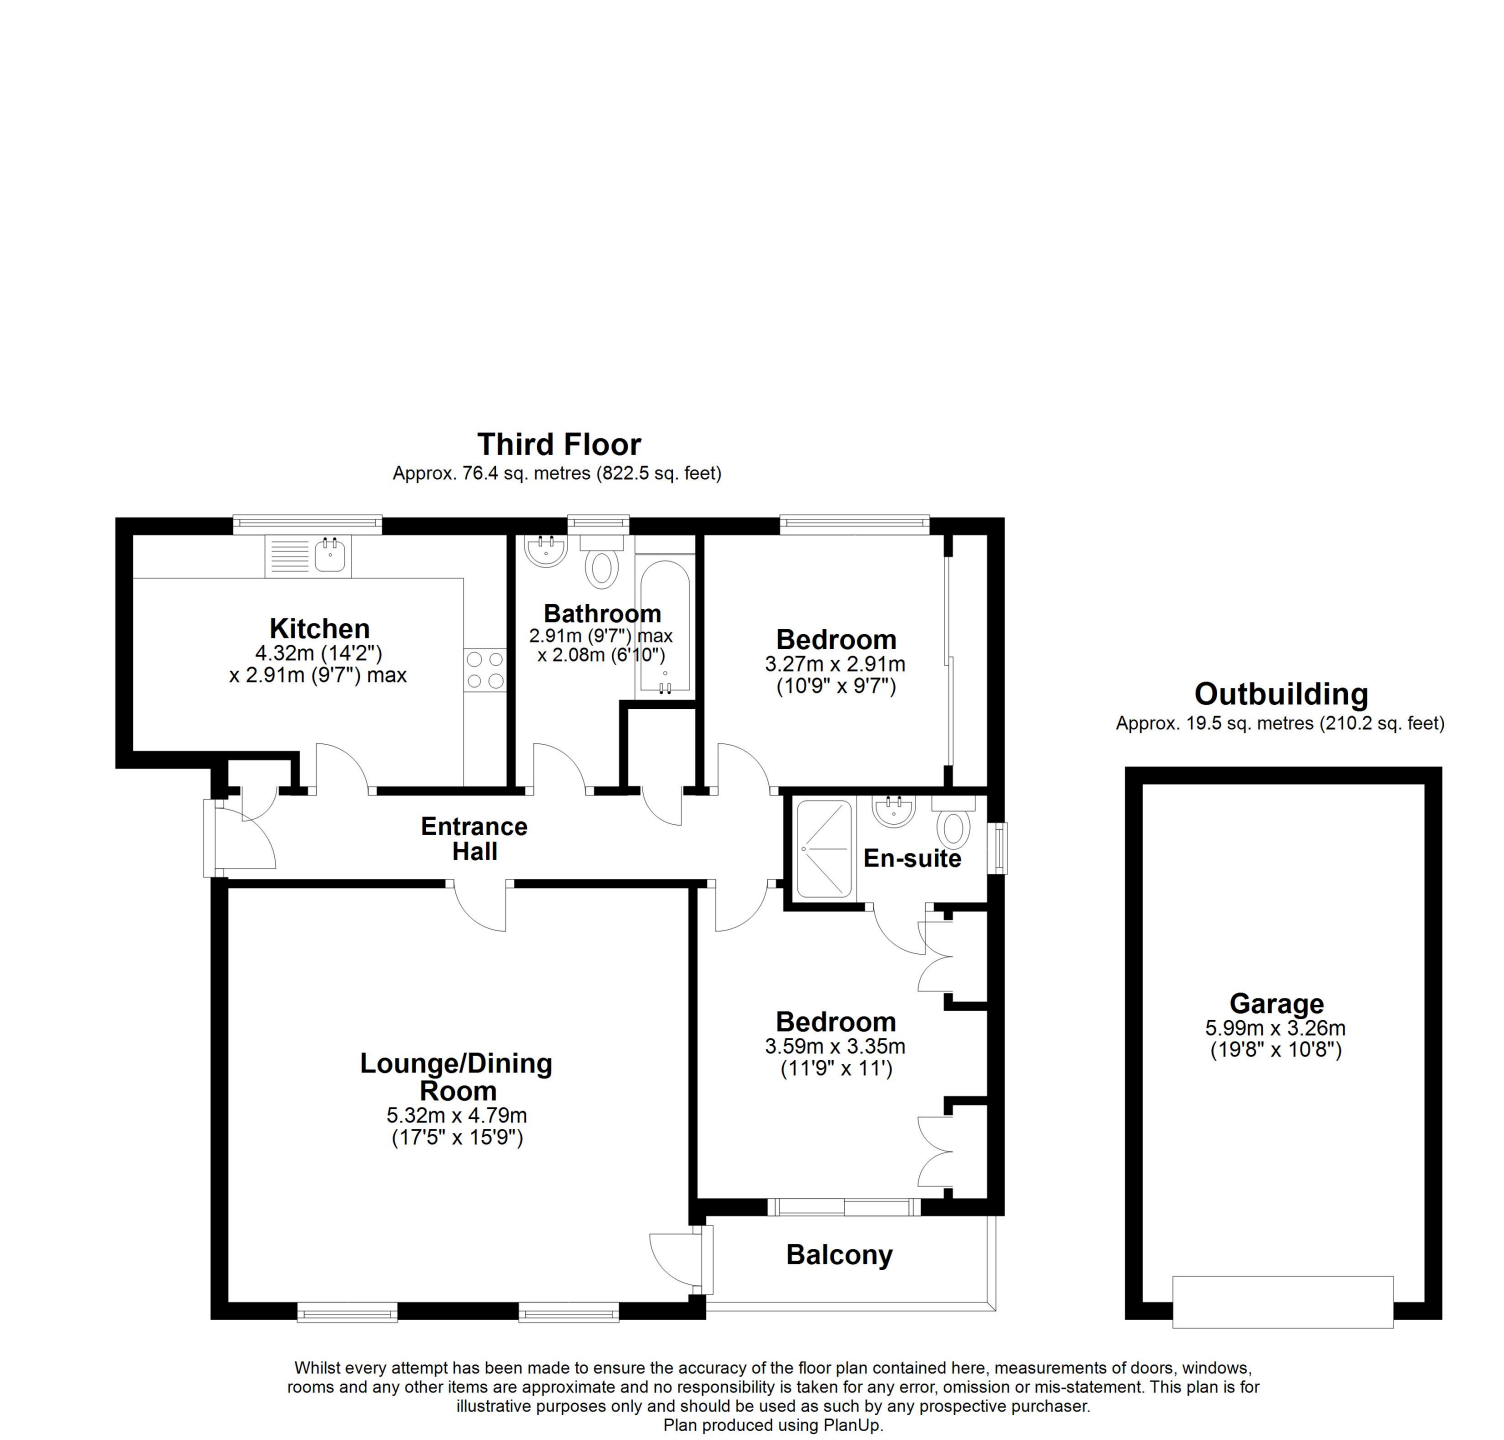 Third Floor
Approx. 76.4 sq. metres (822.5 sq. feet)
Kitchen
4.32m (14'2")
x 2.91m (9'7") max
Bathroom
2.91m (9'7") max
x 2.08m (6'10")
Bedroom
3.27m x 2.91m
(10'9" x 9'7")
Outbuilding
Approx. 19.5 sq. metres (210.2 sq. feet)
Entrance
Hall
En-suite
Garage
5.99m x 3.26m
(19'8" x 10'8")
Bedroom
3.59m x 3.35m
(11'9" x 11')
Lounge/Dining
Room
5.32m x 4.79m
(17'5" x 15'9")
Balcony
Whilst every attempt has been made to ensure the accuracy of the floor plan contained here, measurements of doors, windows,
rooms and any other items are approximate and no responsibility is taken for any error, omission or mis-statement. This plan is for
illustrative purposes only and should be used as such by any prospective purchaser.
Plan produced using PlanUp.